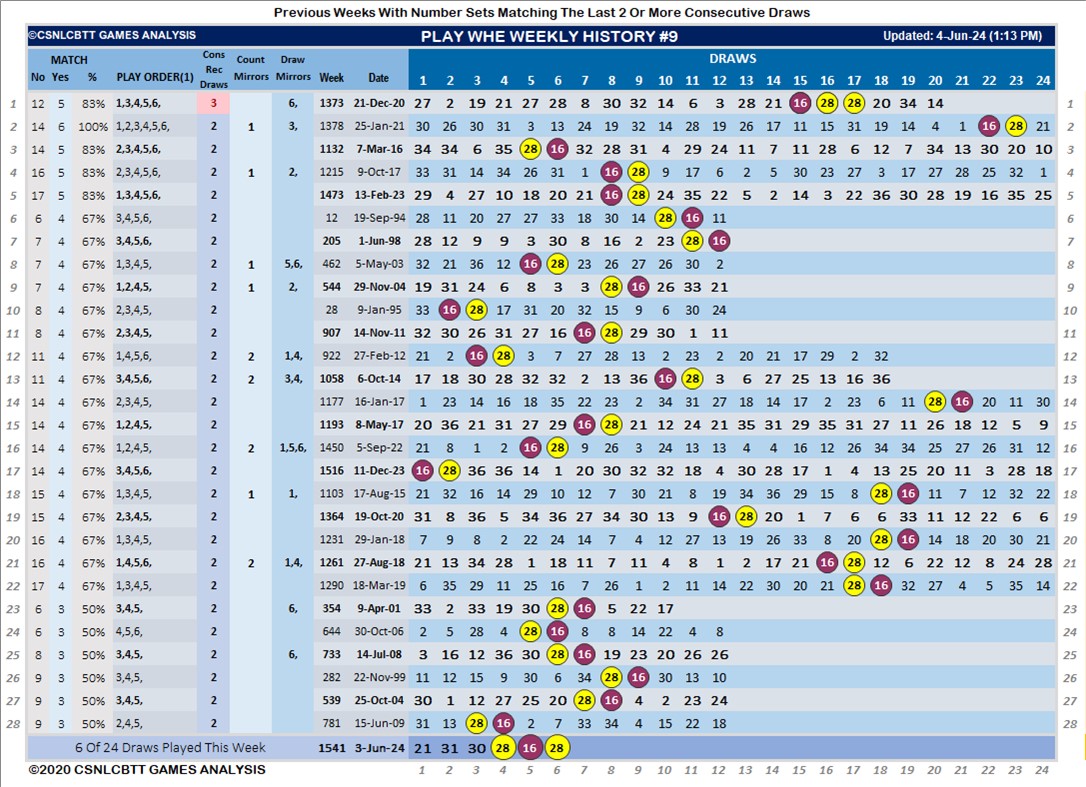 Previous Weeks With Number Sets Matching The Last 2 Or More Consecutive Draws
©CSNLCBTT GAMES ANALYSIS PLAY WHE WEEKLY HISTORY #9 Updated: 4-Jun-24 (1:13 PM)
MATCH Cons Rec Draws Count Mirrors Draw Mirrors DRAWS
No Yes % PLAY ORDER(1) Week Date 1 2 3 4 5 6 7 8 9 10 11 12 13 14 15 16 17 18 19 20 21 22 23 24
1 12 5 83% 1,3,4,5,6, 3 6, 1373 21-Dec-20 27 2 19 21 27 28 8 30 32 14 6 3 28 21 16 28 17 20 34 14 1
2 14 6 100% 1,2,3,4,5,6, 2 1 3, 1378 25-Jan-21 30 26 30 31 5 13 24 19 32 14 28 19 26 17 11 15 31 19 14 4 1 16 23 21 2
3 14 5 83% 2,3,4,5,6, 2 1132 7-Mar-16 34 34 6 35 28 16 32 28 31 4 29 24 13 11 7 11 28 6 12 7 34 13 30 20 10 3
4 16 5 83% 2,3,4,5,6, 2 1 2, 1215 9-Oct-17 33 31 14 34 26 31 1 16 28 9 17 6 2 5 30 23 27 3 17 27 28 25 32 1 4
5 17 5 83% 1,3,4,5,6, 2 1473 13-Feb-23 29 4 27 10 18 20 21 16 28 24 35 22 5 2 14 3 22 36 30 28 19 16 35 25 5
6 6 4 67% 3,4,5,6, 2 12 19-Sep-94 28 11 20 27 27 33 18 30 14 28 16 11 6
7 7 4 67% 3,4,5,6, 2 205 1-Jun-98 28 12 9 9 3 30 8 16 2 23 28 16 7
8 7 4 67% 1,3,4,5, 2 1 5,6, 462 5-May-03 32 21 36 12 16 28 23 26 27 26 30 2 8
9 7 4 67% 1,2,4,5, 2 1 2, 544 29-Nov-04 19 31 24 6 8 3 3 28 16 26 33 21 9
10 8 4 67% 2,3,4,5, 2 28 9-Jan-95 33 16 28 17 31 20 32 15 9 6 30 24 10
11 8 4 67% 2,3,4,5, 2 907 14-Nov-11 32 30 26 31 27 16 16 28 29 30 1 11 11
12 11 4 67% 1,4,5,6, 2 2 1,4, 922 27-Feb-12 21 2 16 28 3 7 27 28 13 2 23 2 20 21 15 17 29 2 32 12
13 11 4 67% 3,4,5,6, 2 2 3,4, 1058 6-Oct-14 17 18 30 28 32 32 2 13 36 16 28 3 6 27 25 13 16 36 13
14 14 4 67% 2,3,4,5, 2 1177 16-Jan-17 1 23 14 16 18 35 22 23 2 34 31 27 18 14 17 2 23 6 11 28 16 20 11 30 14
15 14 4 67% 1,2,4,5, 2 1193 8-May-17 20 36 21 31 27 29 16 28 21 11 12 24 21 35 31 29 35 31 27 11 26 18 12 5 9 15
16 14 4 67% 1,2,4,5, 2 2 1,5,6, 1450 5-Sep-22 21 8 1 2 16 28 9 26 3 24 13 13 4 4 16 12 26 34 34 25 27 26 31 12 16
17 14 4 67% 3,4,5,6, 2 1516 11-Dec-23 16 28 36 36 14 1 20 30 32 32 18 4 30 28 17 1 4 13 25 20 11 3 28 18 17
18 15 4 67% 1,3,4,5, 2 1 1, 1103 17-Aug-15 21 32 16 14 29 10 12 7 30 21 8 19 34 36 29 15 8 28 16 11 7 12 32 22 18
19 15 4 67% 2,3,4,5, 2 1364 19-Oct-20 31 8 36 5 34 36 27 34 30 13 9 16 28 20 1 7 6 6 33 11 12 22 6 6 19
20 16 4 67% 1,3,4,5, 2 1231 29-Jan-18 7 9 8 2 22 24 14 7 4 12 27 13 19 26 33 8 20 28 16 14 18 20 30 21 20
21 16 4 67% 1,4,5,6, 2 2 1,4, 1261 27-Aug-18 21 13 34 28 1 18 11 7 11 4 8 1 2 17 21 16 28 12 6 22 12 8 24 28 21
22 17 4 67% 1,3,4,5, 2 1290 18-Mar-19 6 35 29 11 25 16 7 26 1 2 11 14 22 30 20 21 28 16 32 27 4 5 35 14 22
23 6 3 50% 3,4,5, 2 6, 354 9-Apr-01 33 2 33 19 30 28 16 5 22 17 23
24 6 3 50% 4,5,6, 2 644 30-Oct-06 2 5 28 4 28 16 8 8 14 22 4 8 24
25 8 3 50% 3,4,5, 2 6, 733 14-Jul-08 3 16 12 36 30 28 16 19 23 20 26 26 25
26 9 3 50% 3,4,5, 2 282 22-Nov-99 11 12 15 9 30 6 34 28 16 30 13 10 26
27 9 3 50% 3,4,5, 2 539 25-Oct-04 30 1 12 27 25 20 28 16 4 2 23 24 27
28 9 3 50% 2,4,5, 2 781 15-Jun-09 31 13 28 16 2 7 33 34 4 15 22 18 28
6 Of 24 Draws Played This Week 1541 3-Jun-24 21 31 30 28 16 28
©2020 CSNLCBTT GAMES ANALYSIS 1 2 3 4 5 6 7 8 9 10 11 12 13 14 15 16 17 18 19 20 21 22 23 24